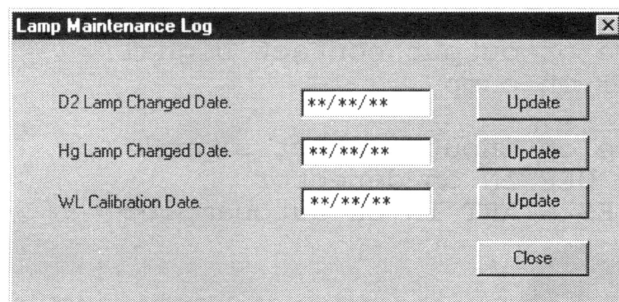 Lamp Maintenance Log
D2 Lamp Changed Date. **/**/** Update
Hg Lamp Changed Date. **/**/** Update
WL Calibration Date. **/**/** Update
Close